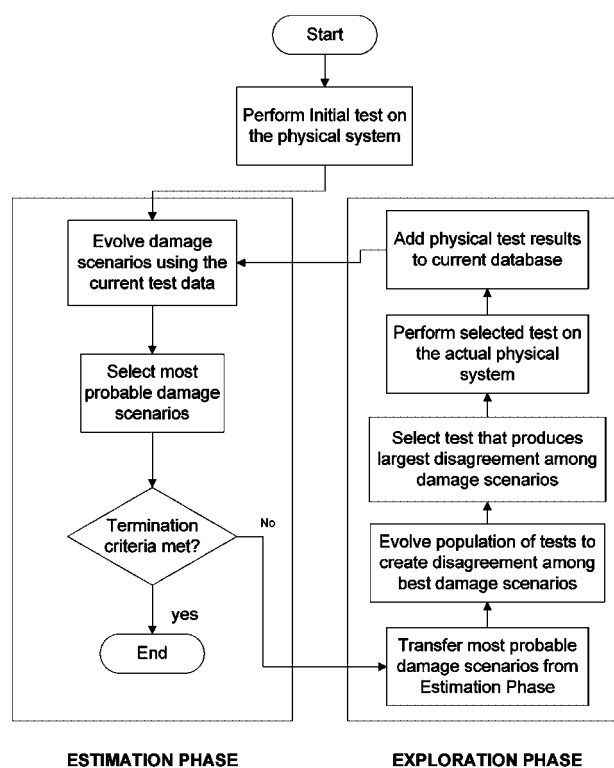 Start
Perform Initial test on
the physical system
Evolve damage
scenarios using the
current test data
Select most
probable damage
scenarios
Termination
criteria met?
No
yes
End
Add physical test results
to current database
Perform selected test on
the actual physical
system
Select test that produces
largest disagreement among
damage scenarios
Evolve population of tests to
create disagreement among
best damage scenarios
Transfer most probable
damage scenarios from
Estimation Phase
ESTIMATION PHASE
EXPLORATION PHASE